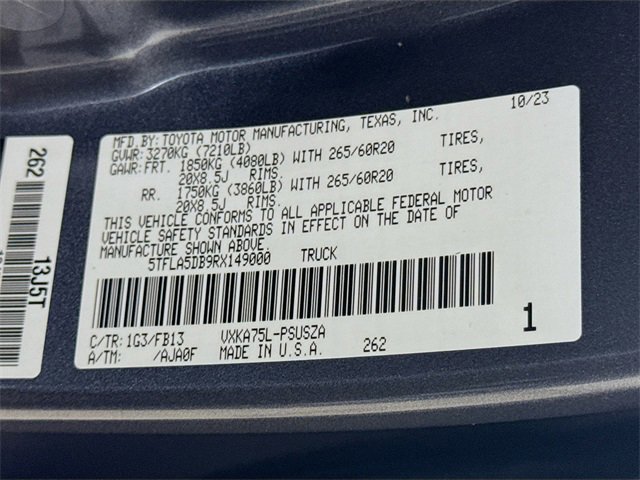 10/23
MFD.BY: TOYOTA MOTOR MANUFACTURING, TEXAS, INC.
GVWR: 3270KG (7210LB)
GAWR: FRT. 1850KG (4080LB) WITH 265/60R20 TIRES,
20X8.5J RIMS.
RR. 1750KG (3860LB) WITH 265/60R20 TIRES,
20X8.5J RIMS.
THIS VEHICLE CONFORMS TO ALL APPLICABLE FEDERAL MOTOR
VEHICLE SAFETY STANDARDS IN EFFECT ON THE DATE OF
MANUFACTURE SHOWN ABOVE.
5TFLA5DB9RX149000 TRUCK
C/TR: 1G3/FB13 VXKA75L-PSUSZA
A/TM: /AJA0F MADE IN U.S.A. 262
1
262
13J5T